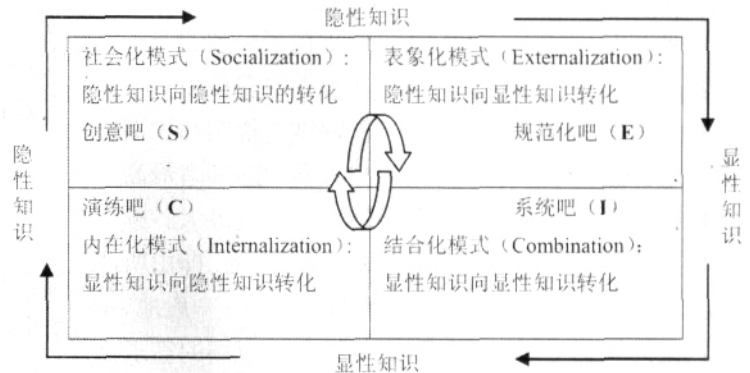 隐性知识
社会化模式（Socialization）:
隐性知识向隐性知识的转化
创意吧（S）
表象化模式（Externalization）:
隐性知识向显性知识转化
规范化吧（E）
隐性知识
显性知识
演练吧（C）
内在化模式（Internalization）:
显性知识向隐性知识转化
系统吧（I）
结合化模式（Combination）:
显性知识向显性知识转化
显性知识